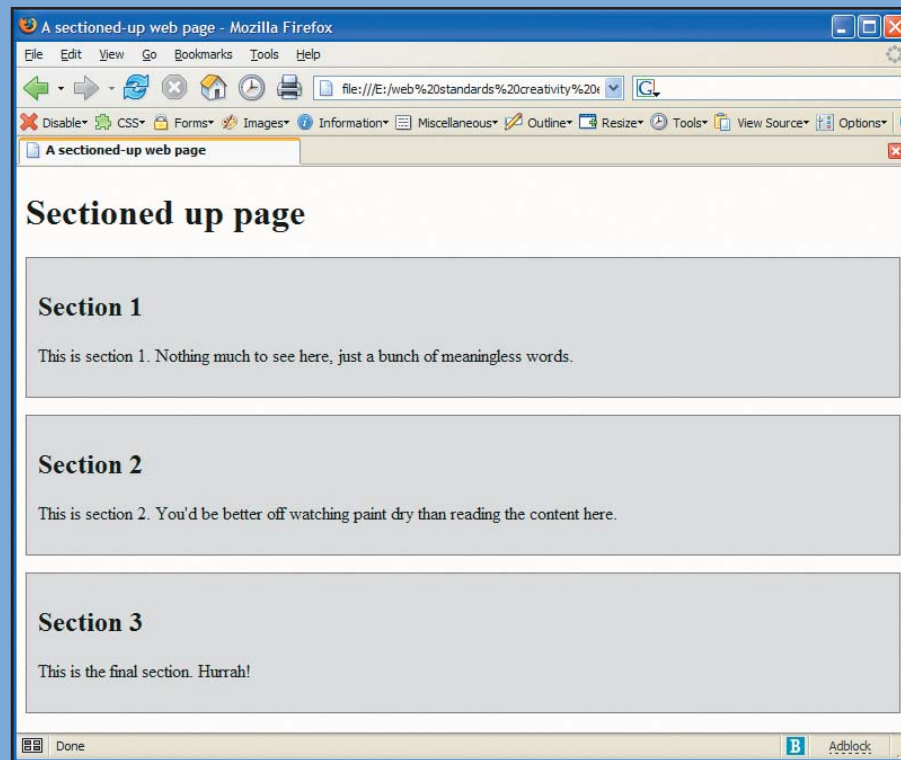 A sectioned-up web page - Mozilla Firefox
File Edit View Go Bookmarks Tools Help
file:///E:/web%20standards%20creativity%20 G
Disable CSS Forms Images Information Miscellaneous Outline Resize Tools View Source Options
A sectioned-up web page
Sectioned up page
Section 1
This is section 1. Nothing much to see here, just a bunch of meaningless words.
Section 2
This is section 2. You'd be better off watching paint dry than reading the content here.
Section 3
This is the final section. Hurrah!
Done B Adblock